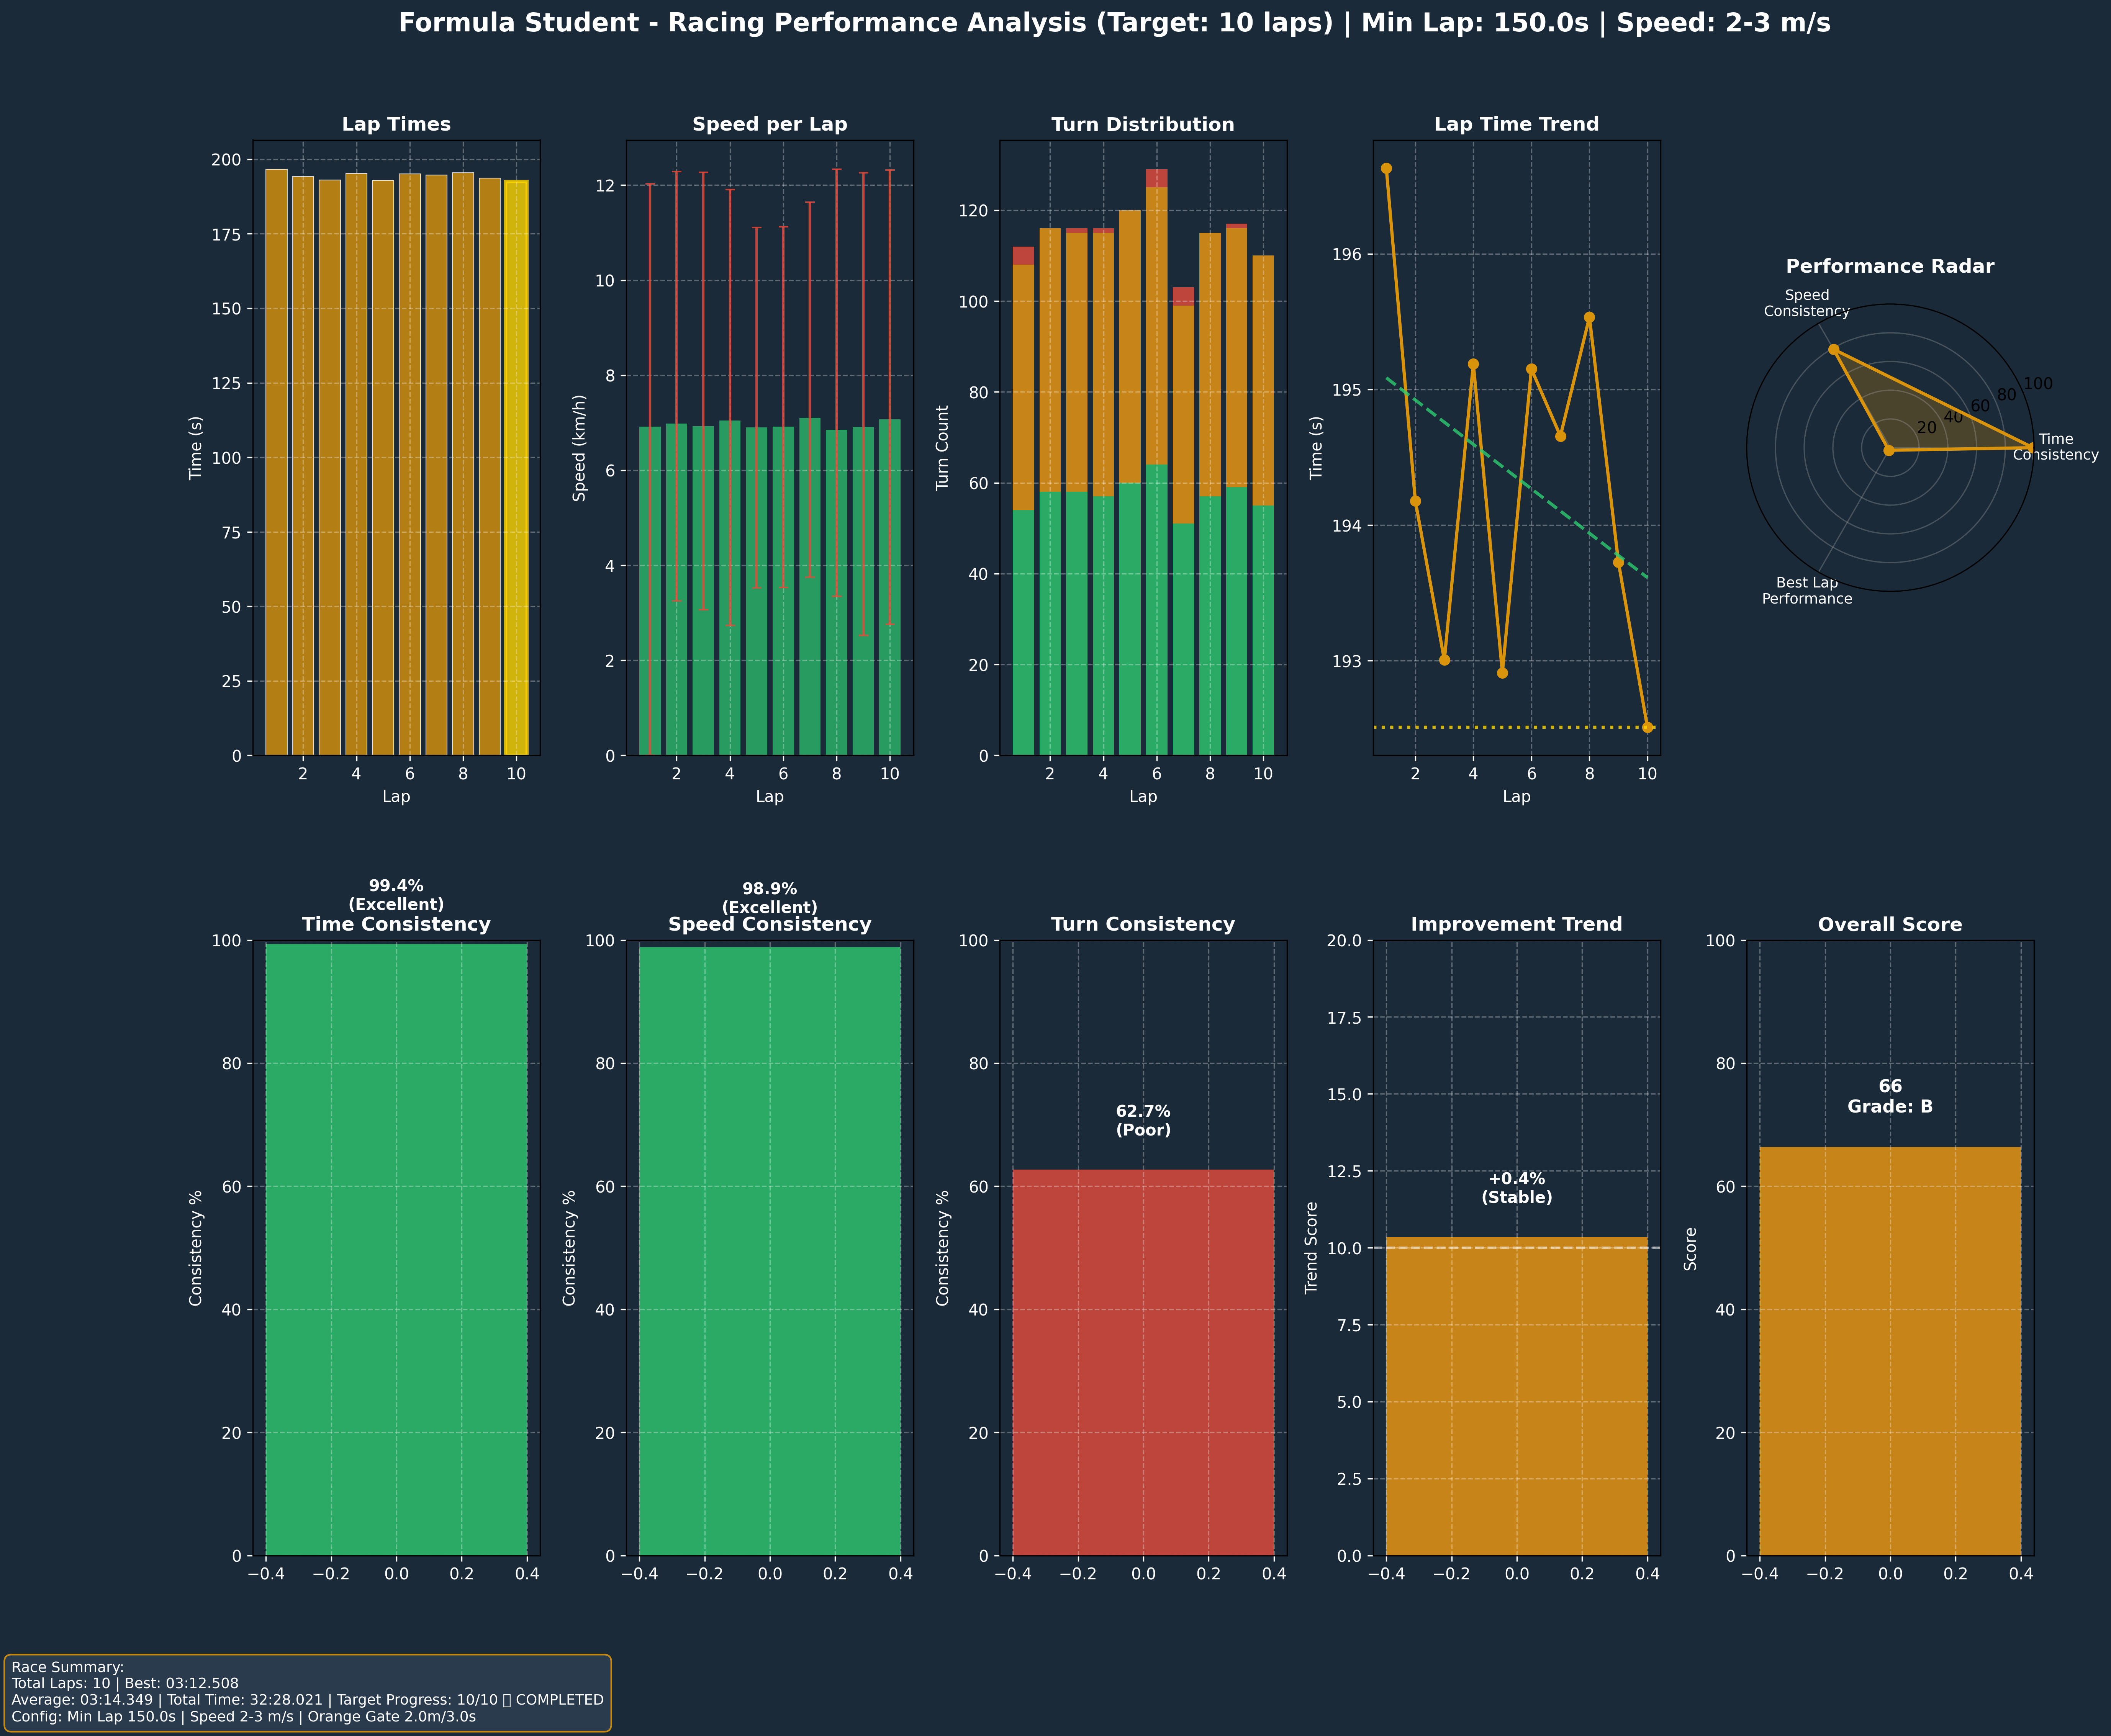 Formula Student - Racing Performance Analysis (Target: 10 laps) | Min Lap: 150.0s | Speed: 2-3 m/s
Lap Times
200
175
150
125
100
75
50
25
0
Time (s)
2 4 6 8 10
Lap
Speed per Lap
12
10
8
6
4
2
0
Speed (km/h)
2 4 6 8 10
Lap
Turn Distribution
120
100
80
60
40
20
0
Turn Count
2 4 6 8 10
Lap
Lap Time Trend
196
195
194
193
Time (s)
2 4 6 8 10
Lap
Performance Radar
Speed
Consistency
100
80
60
40
20
Time
Consistency
Best Lap
Performance
99.4%
(Excellent)
Time Consistency
100
80
60
40
20
0
Consistency %
−0.4 −0.2 0.0 0.2 0.4
98.9%
(Excellent)
Speed Consistency
100
80
60
40
20
0
Consistency %
−0.4 −0.2 0.0 0.2 0.4
Turn Consistency
100
80
60
40
20
0
Consistency %
62.7%
(Poor)
−0.4 −0.2 0.0 0.2 0.4
Improvement Trend
20.0
17.5
15.0
12.5
10.0
7.5
5.0
2.5
0.0
Trend Score
+0.4%
(Stable)
−0.4 −0.2 0.0 0.2 0.4
Overall Score
100
80
60
40
20
0
Score
66
Grade: B
−0.4 −0.2 0.0 0.2 0.4
Race Summary:
Total Laps: 10 | Best: 03:12.508
Average: 03:14.349 | Total Time: 32:28.021 | Target Progress: 10/10 ▯ COMPLETED
Config: Min Lap 150.0s | Speed 2-3 m/s | Orange Gate 2.0m/3.0s